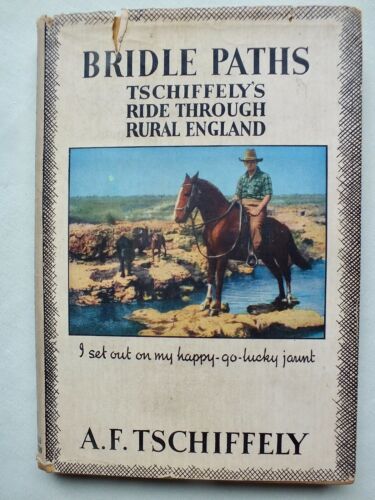 BRIDLE PATHS
TSCHIFFELY'S
RIDE THROUGH
RURAL ENGLAND
I set out on my happy-go-lucky jaunt
A.F. TSCHIFFELY